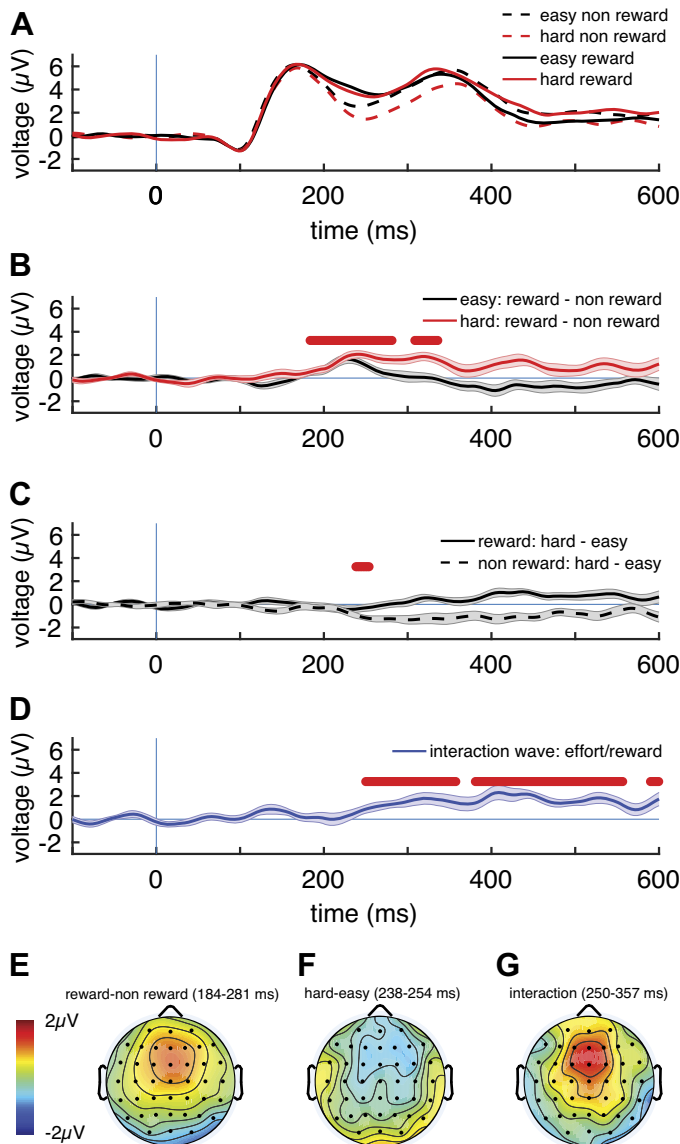 A
voltage (µV)
6
4
2
0
-2
easy non reward
hard non reward
easy reward
hard reward
0
200
400
600
time (ms)
B
voltage (µV)
6
4
2
0
-2
easy: reward - non reward
hard: reward - non reward
0
200
400
600
C
voltage (µV)
6
4
2
0
-2
reward: hard - easy
non reward: hard - easy
0
200
400
600
D
voltage (µV)
6
4
2
0
-2
interaction wave: effort/reward
0
200
400
600
time (ms)
E
F
G
reward-non reward (184-281 ms)
hard-easy (238-254 ms)
interaction (250-357 ms)
2µV
-2µV